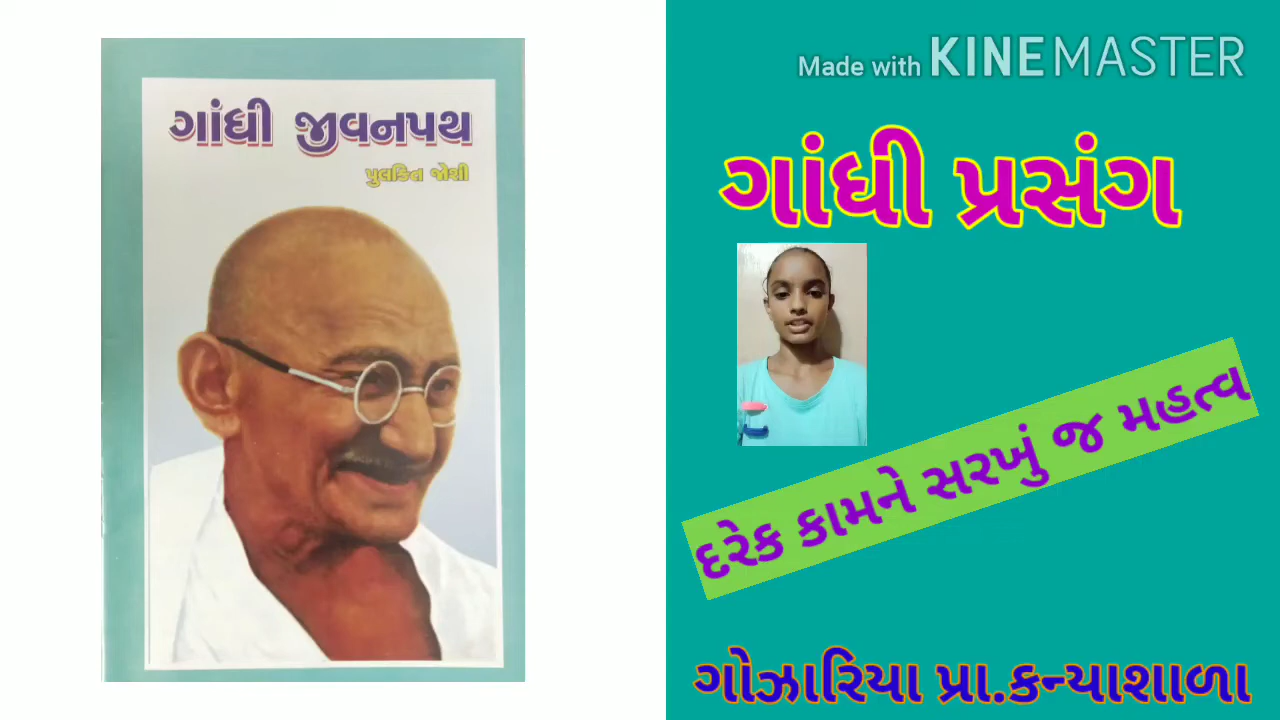 ગાંધી જીવનપથ
પુલકિત જોશી
Made with KINEMASTER
ગાંધી પ્રસંગ
દરેક કામને સરખું જ મહત્વ
ગોઝારિયા પ્રા.કન્યાશાળા